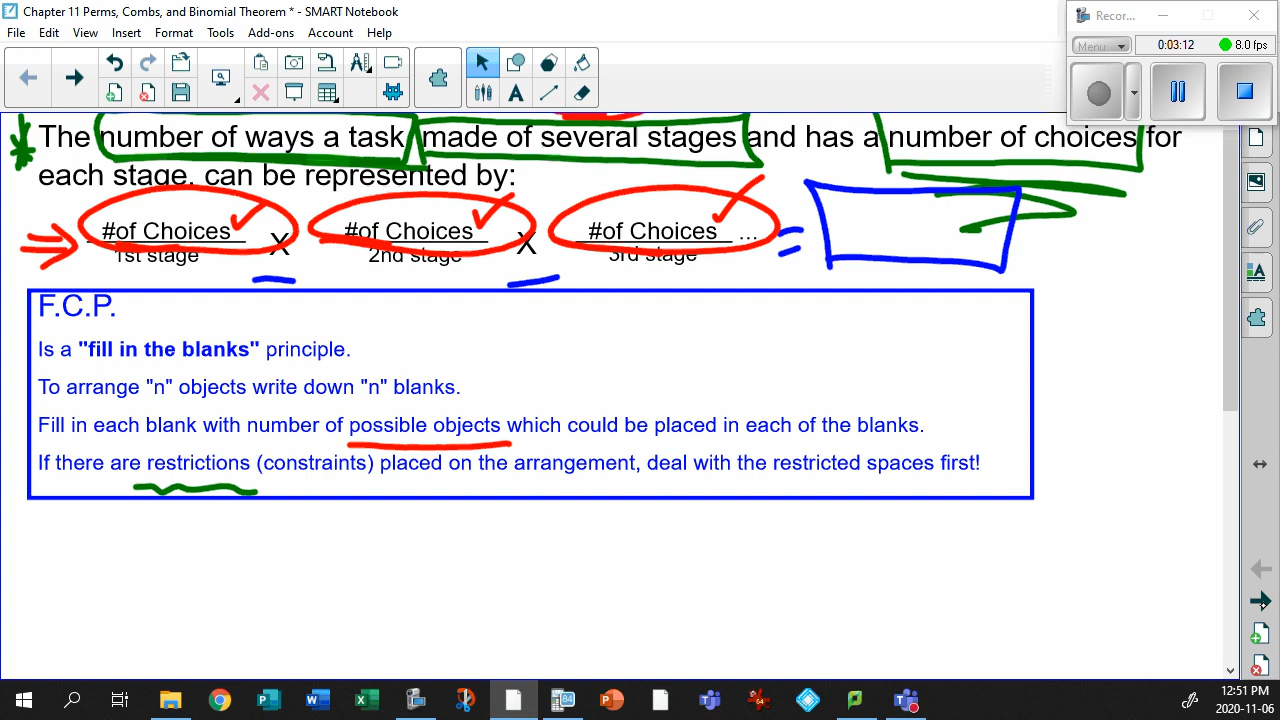 Chapter 11 Perms, Combs, and Binomial Theorem * - SMART Notebook
File Edit View Insert Format Tools Add-ons Account Help
Recor...
Menu
0:03:12
8.0 fps
The number of ways a task made of several stages and has a number of choices for
each stage, can be represented by:
#of Choices X #of Choices X #of Choices ... =
1st stage 2nd stage 3rd stage
F.C.P.
Is a "fill in the blanks" principle.
To arrange "n" objects write down "n" blanks.
Fill in each blank with number of possible objects which could be placed in each of the blanks.
If there are restrictions (constraints) placed on the arrangement, deal with the restricted spaces first!
12:51 PM
2020-11-06